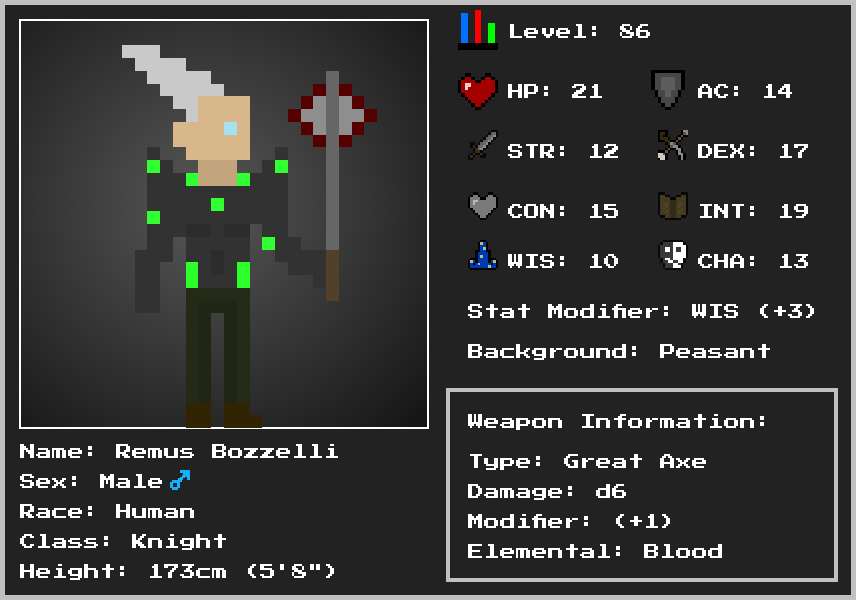 Level: 86
HP: 21
AC: 14
STR: 12
DEX: 17
CON: 15
INT: 19
WIS: 10
CHA: 13
Stat Modifier: WIS (+3)
Background: Peasant
Weapon Information:
Type: Great Axe
Damage: d6
Modifier: (+1)
Elemental: Blood
Name: Remus Bozzelli
Sex: Male ♂
Race: Human
Class: Knight
Height: 173cm (5'8")